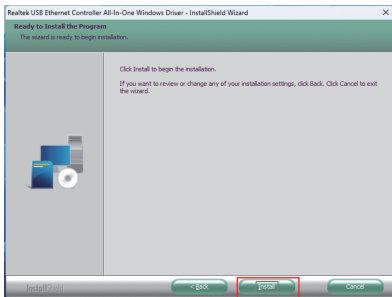 Realtek USB Ethernet Controller All-In-One Windows Driver - InstallShield Wizard
Ready to Install the Program
The wizard is ready to begin installation.
Click Install to begin the installation.
If you want to review or change any of your installation settings, click Back. Click Cancel to exit
the wizard.
InstallShield
< Back
Install
Cancel